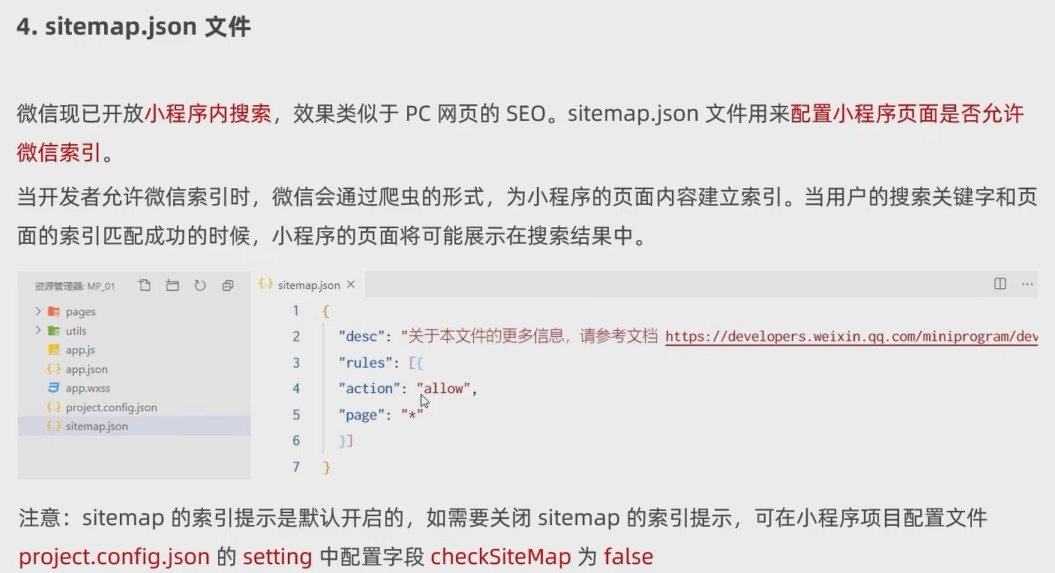 4. sitemap.json 文件
微信现已开放小程序内搜索，效果类似于 PC 网页的 SEO。sitemap.json 文件用来配置小程序页面是否允许
微信索引。
当开发者允许微信索引时，微信会通过爬虫的形式，为小程序的页面内容建立索引。当用户的搜索关键字和页
面的索引匹配成功的时候，小程序的页面将可能展示在搜索结果中。
资源管理器: MP_01
pages
utils
app.js
app.json
app.wxss
project.config.json
sitemap.json
sitemap.json ×
1 {
2 "desc": "关于本文件的更多信息，请参考文档 https://developers.weixin.qq.com/miniprogram/dev
3 "rules": [{
4 "action": "allow",
5 "page": "*"
6 }]
7 }
注意：sitemap 的索引提示是默认开启的，如需要关闭 sitemap 的索引提示，可在小程序项目配置文件
project.config.json 的 setting 中配置字段 checkSiteMap 为 false